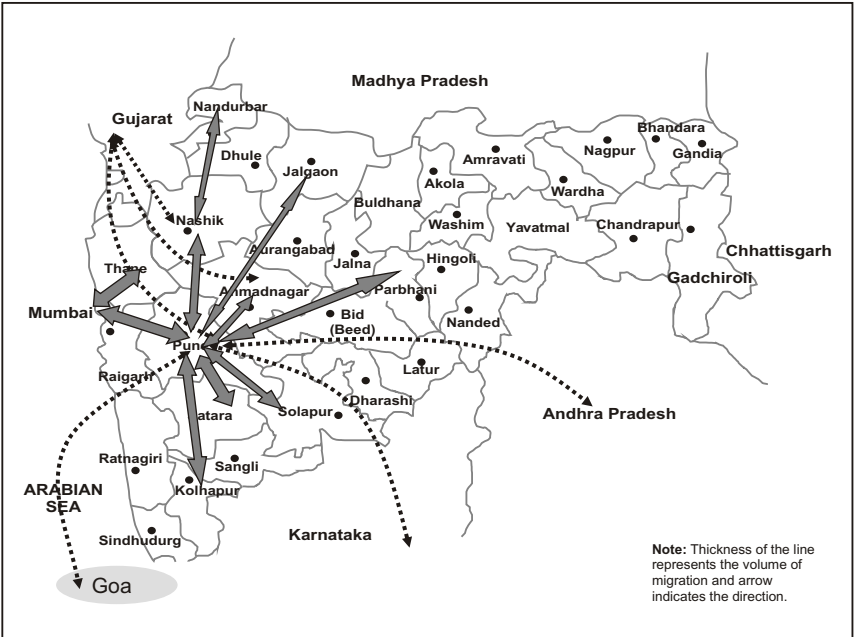 Madhya Pradesh
Gujarat
Nandurbar
Bhandara
Dhule
Jalgaon
Amravati
Nagpur
Gandia
Akola
Wardha
Buldhana
Nashik
Washim
Yavatmal
Chandrapur
Aurangabad
Chhattisgarh
Jalna
Hingoli
Thane
Gadchiroli
Ahmadnagar
Parbhani
Mumbai
Bid
(Beed)
Nanded
Pune
Latur
Raigarh
Dharashi
Solapur
atara
Andhra Pradesh
Ratnagiri
Sangli
ARABIAN
SEA
Kolhapur
Karnataka
Sindhudurg
Note: Thickness of the line
represents the volume of
migration and arrow
indicates the direction.
Goa